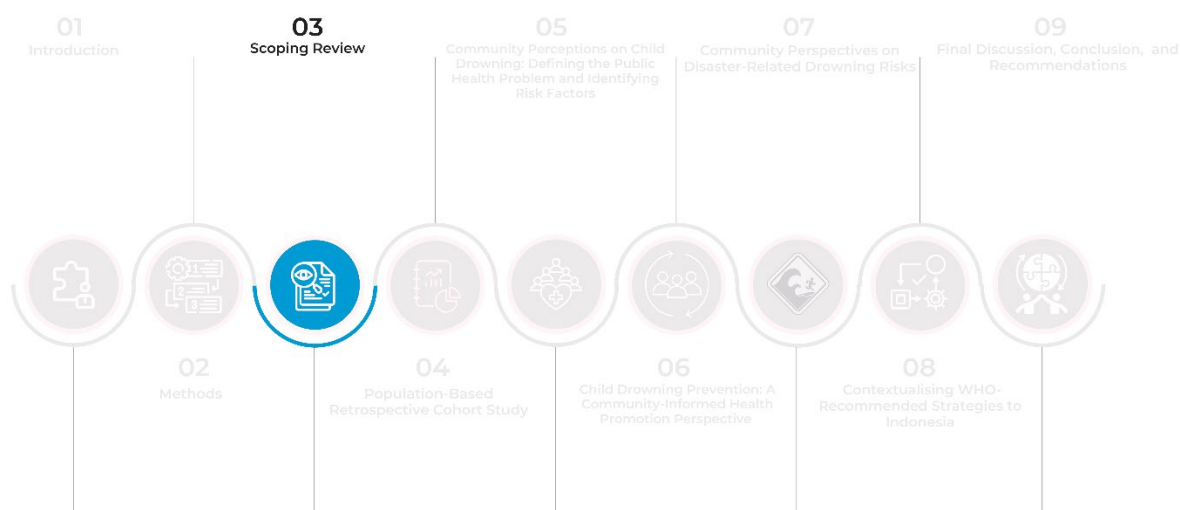 01
Introduction
02
Methods
03
Scoping Review
04
Population-Based
Retrospective Cohort Study
05
Community Perceptions on Child
Drowning: Defining the Public
Health Problem and Identifying
Risk Factors
06
Child Drowning Prevention: A
Community-Informed Health
Promotion Perspective
07
Community Perspectives on
Disaster-Related Drowning Risks
08
Contextualising WHO-
Recommended Strategies to
Indonesia
09
Final Discussion, Conclusion, and
Recommendations